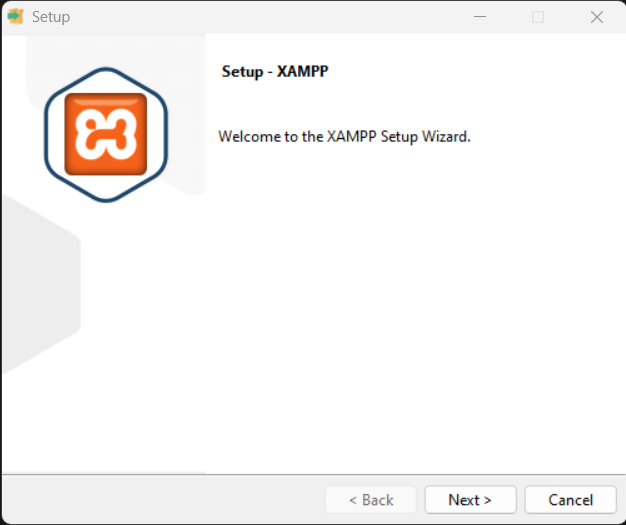 Setup
Setup - XAMPP
Welcome to the XAMPP Setup Wizard.
< Back
Next >
Cancel